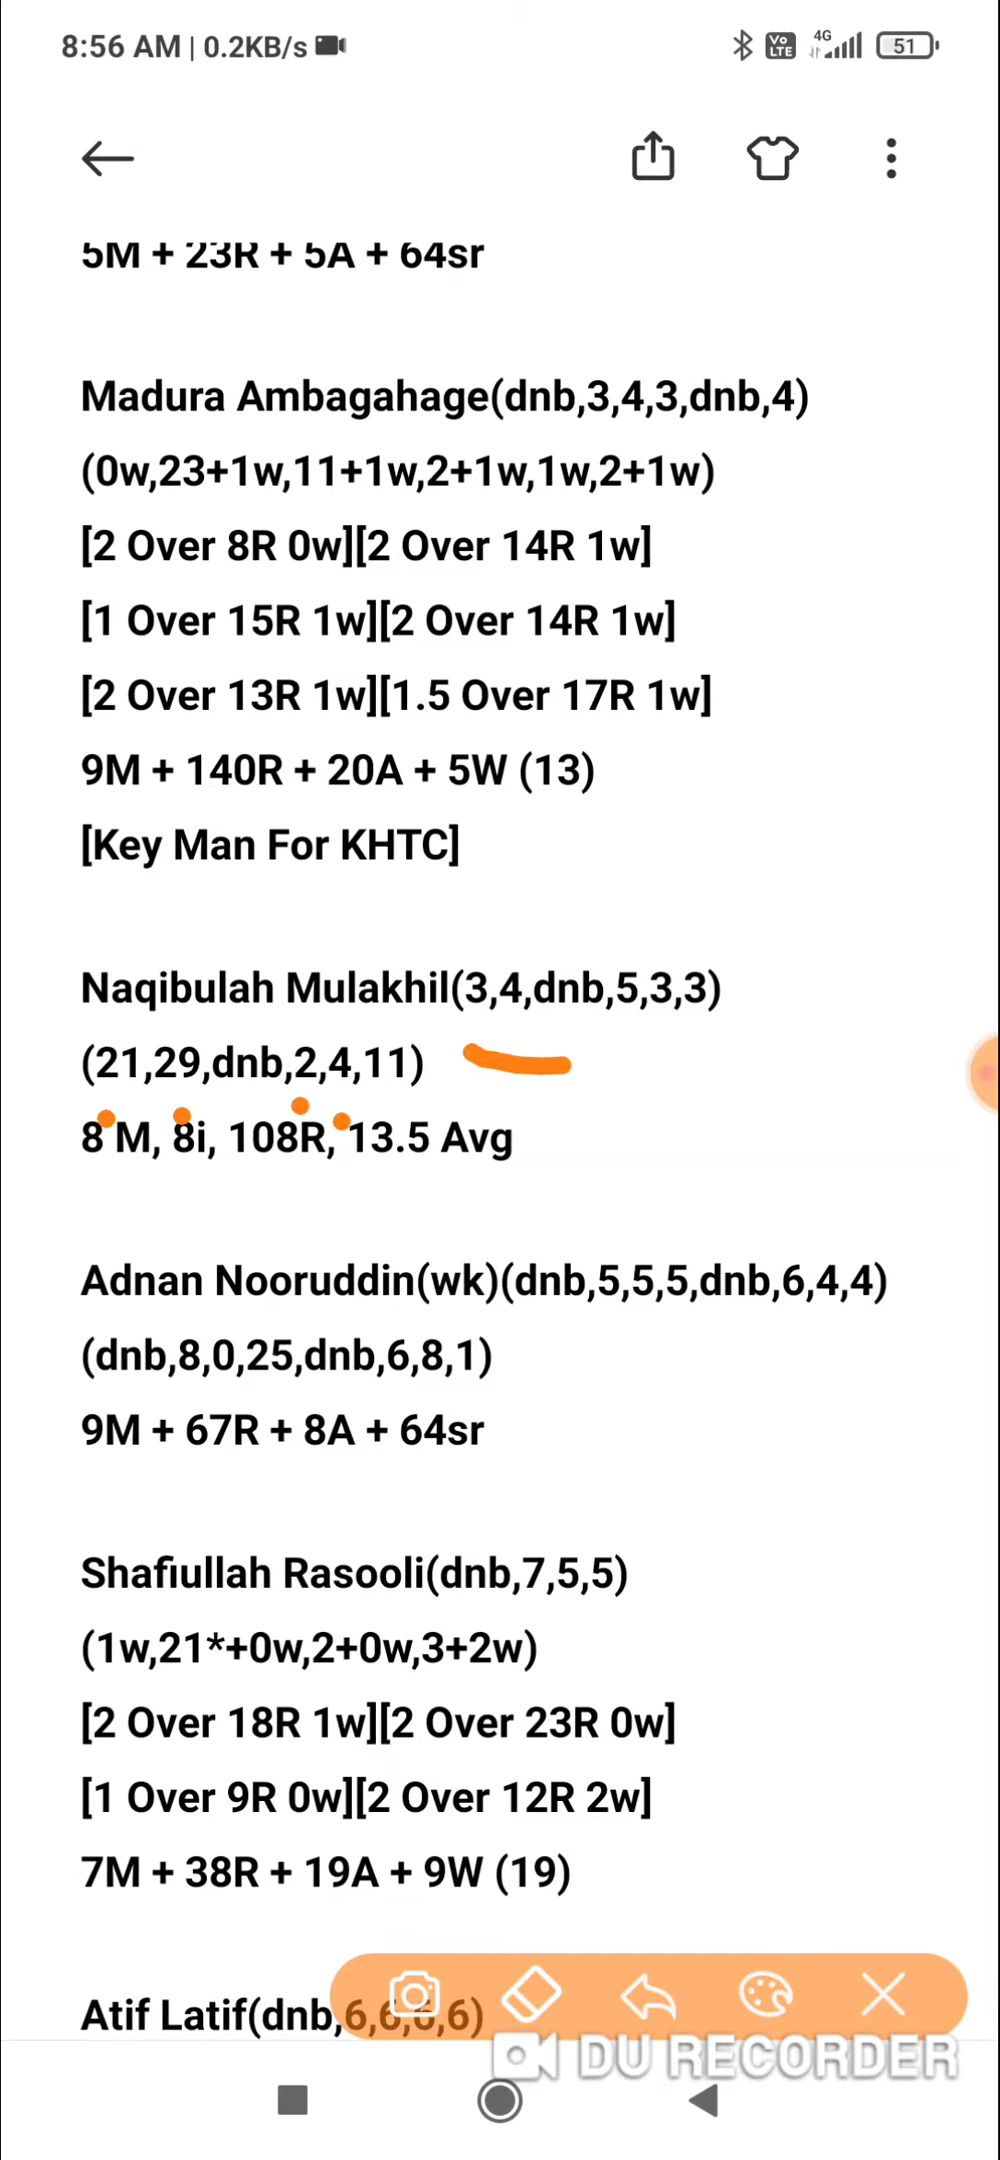 8:56 AM | 0.2KB/s
Vo LTE 4G 51
5M + 23R + 5A + 64sr
Madura Ambagahage(dnb,3,4,3,dnb,4)
(0w,23+1w,11+1w,2+1w,1w,2+1w)
[2 Over 8R 0w][2 Over 14R 1w]
[1 Over 15R 1w][2 Over 14R 1w]
[2 Over 13R 1w][1.5 Over 17R 1w]
9M + 140R + 20A + 5W (13)
[Key Man For KHTC]
Naqibulah Mulakhil(3,4,dnb,5,3,3)
(21,29,dnb,2,4,11)
8 M, 8i, 108R, 13.5 Avg
Adnan Nooruddin(wk)(dnb,5,5,5,dnb,6,4,4)
(dnb,8,0,25,dnb,6,8,1)
9M + 67R + 8A + 64sr
Shafiullah Rasooli(dnb,7,5,5)
(1w,21*+0w,2+0w,3+2w)
[2 Over 18R 1w][2 Over 23R 0w]
[1 Over 9R 0w][2 Over 12R 2w]
7M + 38R + 19A + 9W (19)
Atif Latif(dnb,6,6,6,6)
DU RECORDER